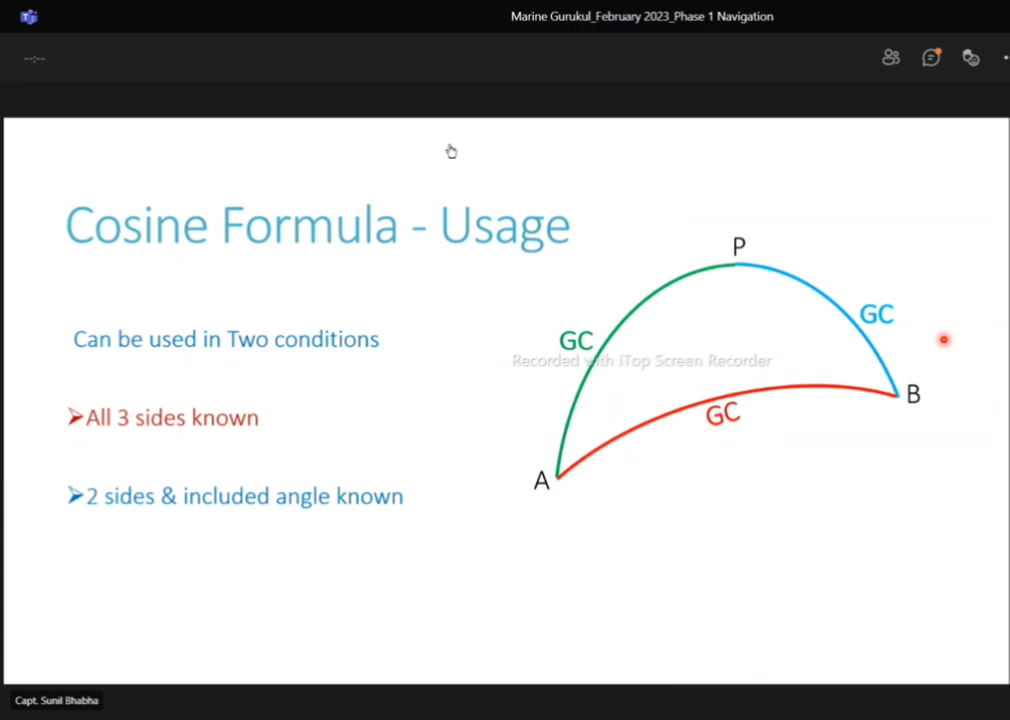 Marine Gurukul_February 2023_Phase 1 Navigation
--:--
Cosine Formula - Usage
P
Can be used in Two conditions
GC
GC
Recorded with iTop Screen Recorder
➢All 3 sides known
GC
B
A
➢2 sides & included angle known
Capt. Sunil Bhabha